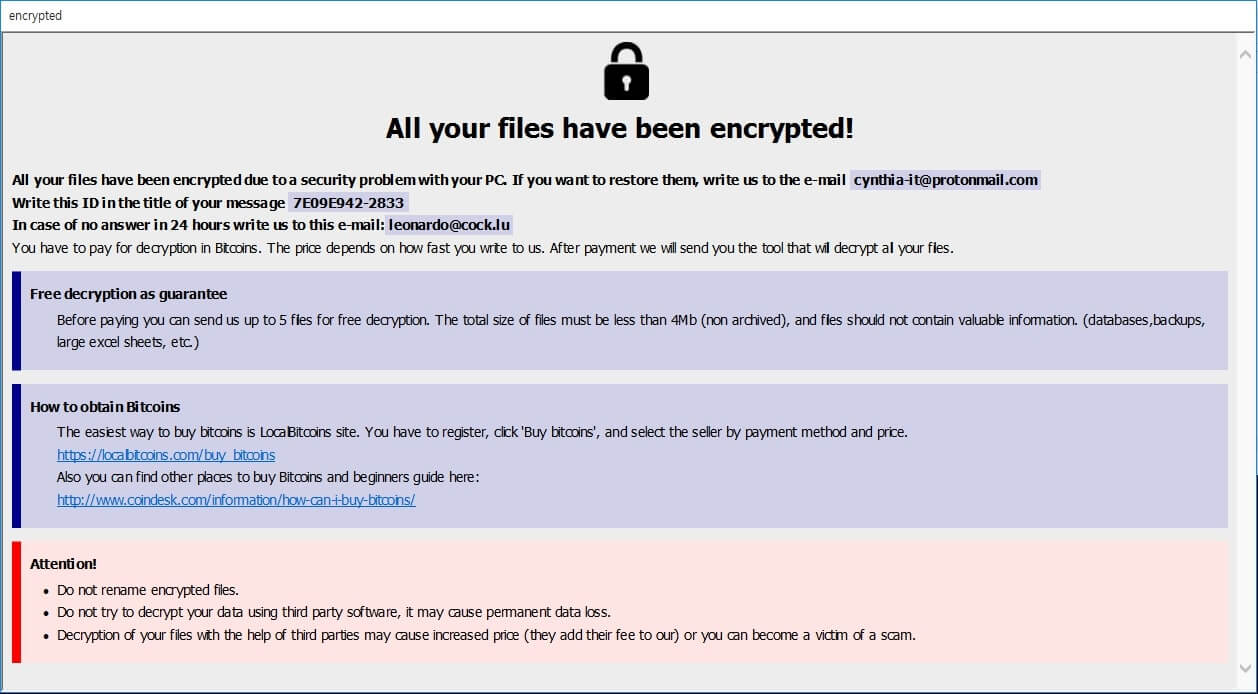 encrypted
All your files have been encrypted!
All your files have been encrypted due to a security problem with your PC. If you want to restore them, write us to the e-mail cynthia-it@protonmail.com
Write this ID in the title of your message 7E09E942-2833
In case of no answer in 24 hours write us to this e-mail: leonardo@cock.lu
You have to pay for decryption in Bitcoins. The price depends on how fast you write to us. After payment we will send you the tool that will decrypt all your files.
Free decryption as guarantee
Before paying you can send us up to 5 files for free decryption. The total size of files must be less than 4Mb (non archived), and files should not contain valuable information. (databases,backups,
large excel sheets, etc.)
How to obtain Bitcoins
The easiest way to buy bitcoins is LocalBitcoins site. You have to register, click 'Buy bitcoins', and select the seller by payment method and price.
https://localbitcoins.com/buy_bitcoins
Also you can find other places to buy Bitcoins and beginners guide here:
http://www.coindesk.com/information/how-can-i-buy-bitcoins/
Attention!
• Do not rename encrypted files.
• Do not try to decrypt your data using third party software, it may cause permanent data loss.
• Decryption of your files with the help of third parties may cause increased price (they add their fee to our) or you can become a victim of a scam.